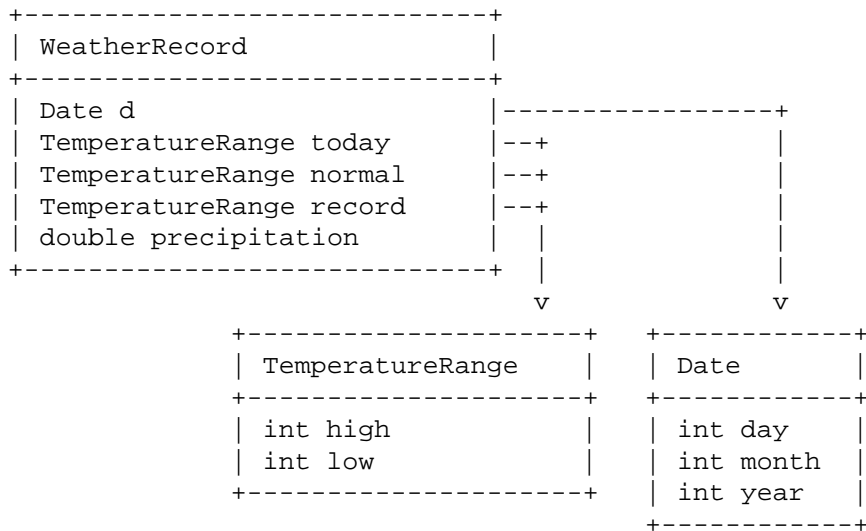 WeatherRecord
Date d
TemperatureRange today
TemperatureRange normal
TemperatureRange record
double precipitation
v v
TemperatureRange Date
int high int day
int low int month
int year